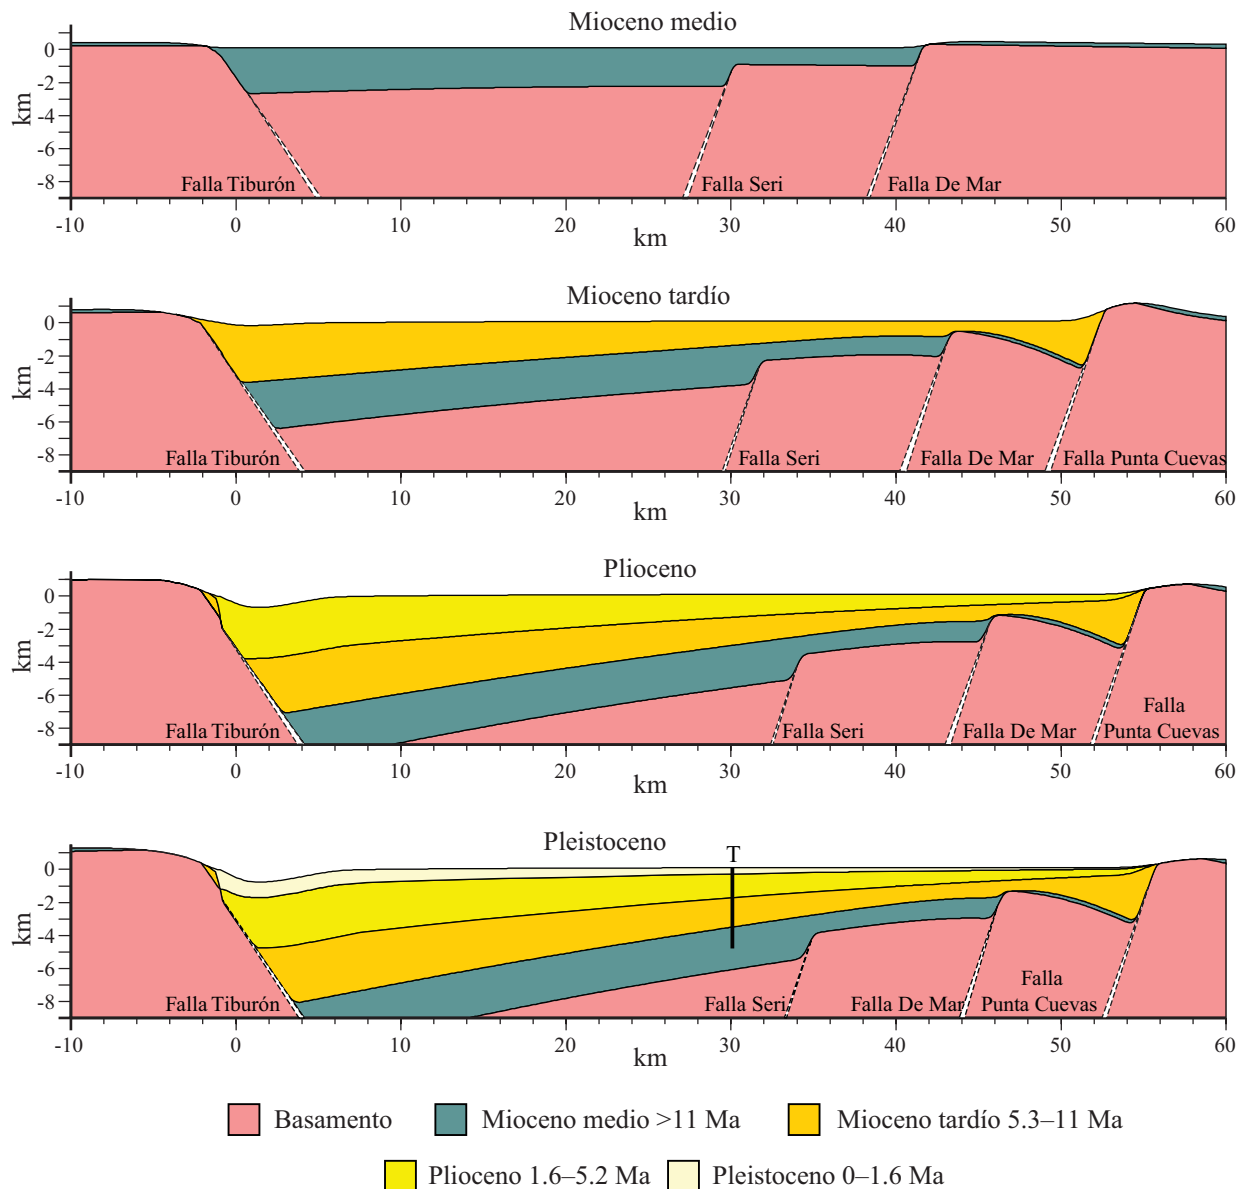 Mioceno medio
0
-2
-4
-6
-8
km
Falla Tiburón
Falla Seri
Falla De Mar
-10
0
10
20
30
40
50
60
km
Mioceno tardío
0
-2
-4
-6
-8
km
Falla Tiburón
Falla Seri
Falla De Mar
Falla Punta Cuevas
-10
0
10
20
30
40
50
60
km
Plioceno
0
-2
-4
-6
-8
km
Falla Tiburón
Falla Seri
Falla De Mar
Falla
Punta Cuevas
-10
0
10
20
30
40
50
60
km
Pleistoceno
T
0
-2
-4
-6
-8
km
Falla Tiburón
Falla Seri
Falla De Mar
Falla
Punta Cuevas
-10
0
10
20
30
40
50
60
km
Basamento
Mioceno medio >11 Ma
Mioceno tardío 5.3–11 Ma
Plioceno 1.6–5.2 Ma
Pleistoceno 0–1.6 Ma